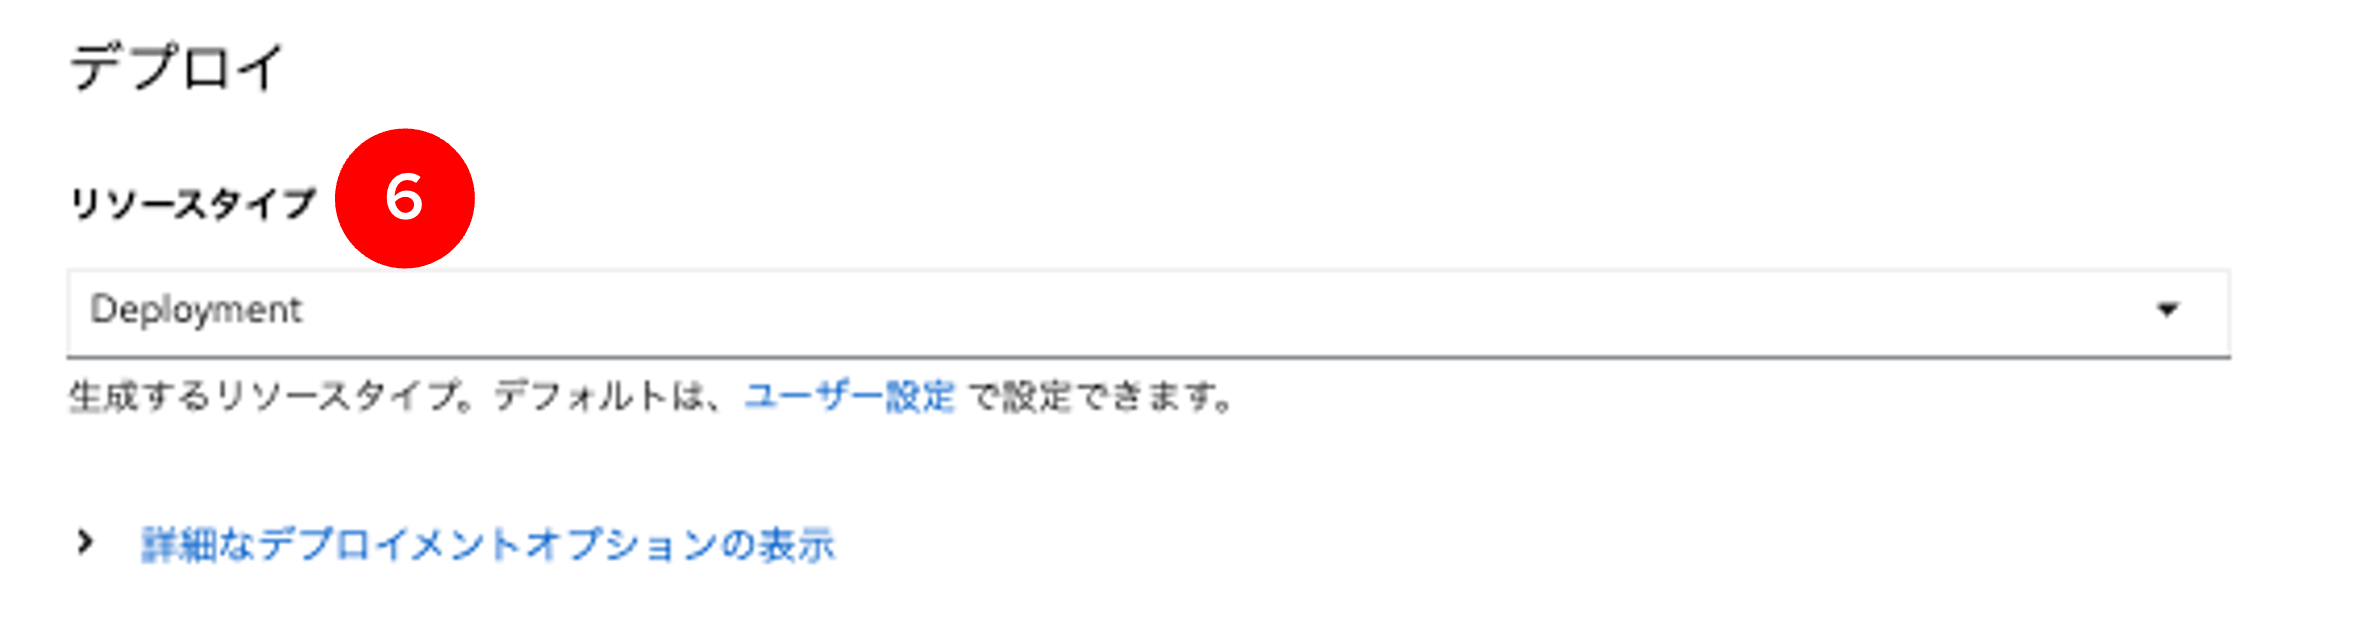 デプロイ
リソースタイプ 6
Deployment
生成するリソースタイプ。デフォルトは、ユーザー設定 で設定できます。
詳細なデプロイメントオプションの表示